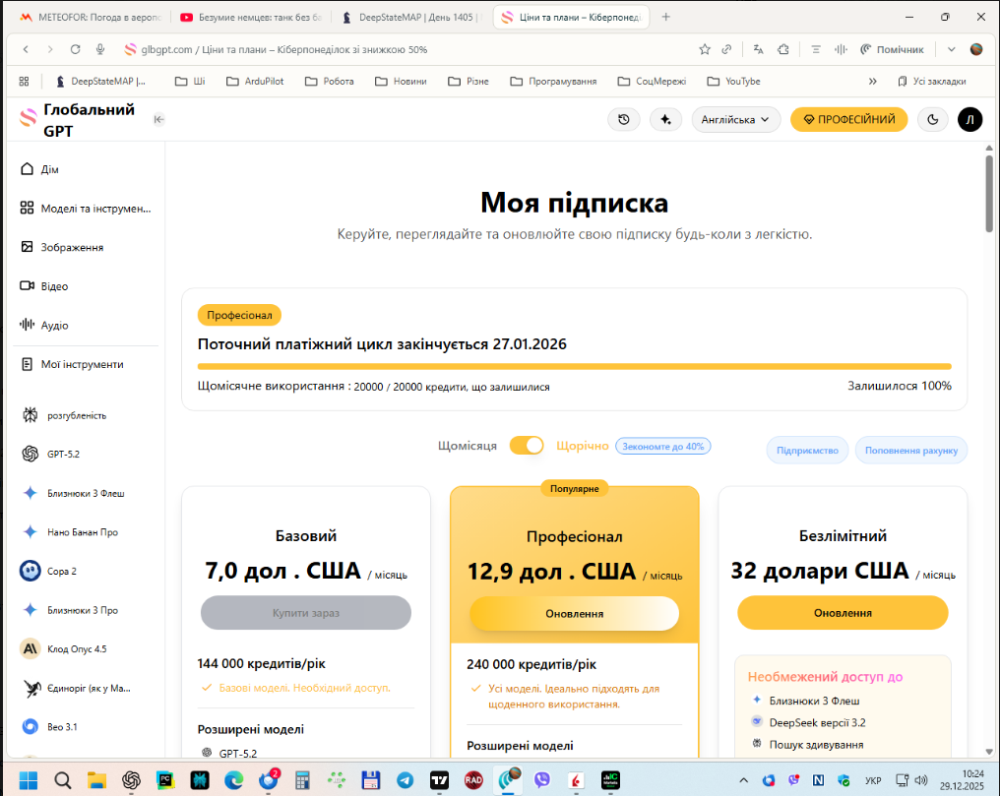 METEOFOR: Погода в аеропо
Безумие немцев: танк без ба
DeepStateMAP | День 1405 |
Ціни та плани – Кіберпонеді
glbgpt.com / Ціни та плани – Кіберпонеділок зі знижкою 50%
Помічник
DeepStateMAP |...
Ші
ArduPilot
Робота
Новини
Різне
Програмування
СоцМережі
YouType
Усі закладки
Глобальний
GPT
Англійська
ПРОФЕСІЙНИЙ
Л
Дім
Моделі та інструмен...
Зображення
Відео
Аудіо
Мої інструменти
розгубленість
GPT-5.2
Близнюки 3 Флеш
Нано Банан Про
Сора 2
Близнюки 3 Про
Клод Опус 4.5
Єдиноріг (як у Ма...
Вео 3.1
Моя підписка
Керуйте, переглядайте та оновлюйте свою підписку будь-коли з легкістю.
Професіонал
Поточний платіжний цикл закінчується 27.01.2026
Щомісячне використання : 20000 / 20000 кредити, що залишилися
Залишилося 100%
Щомісяця
Щорічно
Зекономте до 40%
Підприємство
Поповнення рахунку
Базовий
7,0 дол . США / місяць
Купити зараз
144 000 кредитів/рік
Базові моделі. Необхідний доступ.
Розширені моделі
GPT-5.2
Популярне
Професіонал
12,9 дол . США / місяць
Оновлення
240 000 кредитів/рік
Усі моделі. Ідеально підходять для
щоденного використання.
Розширені моделі
Безлімітний
32 долари США / місяць
Оновлення
Необмежений доступ до
Близнюки 3 Флеш
DeepSeek версії 3.2
Пошук здивування
PC
2
RAD
N
УКР
10:24
29.12.2025